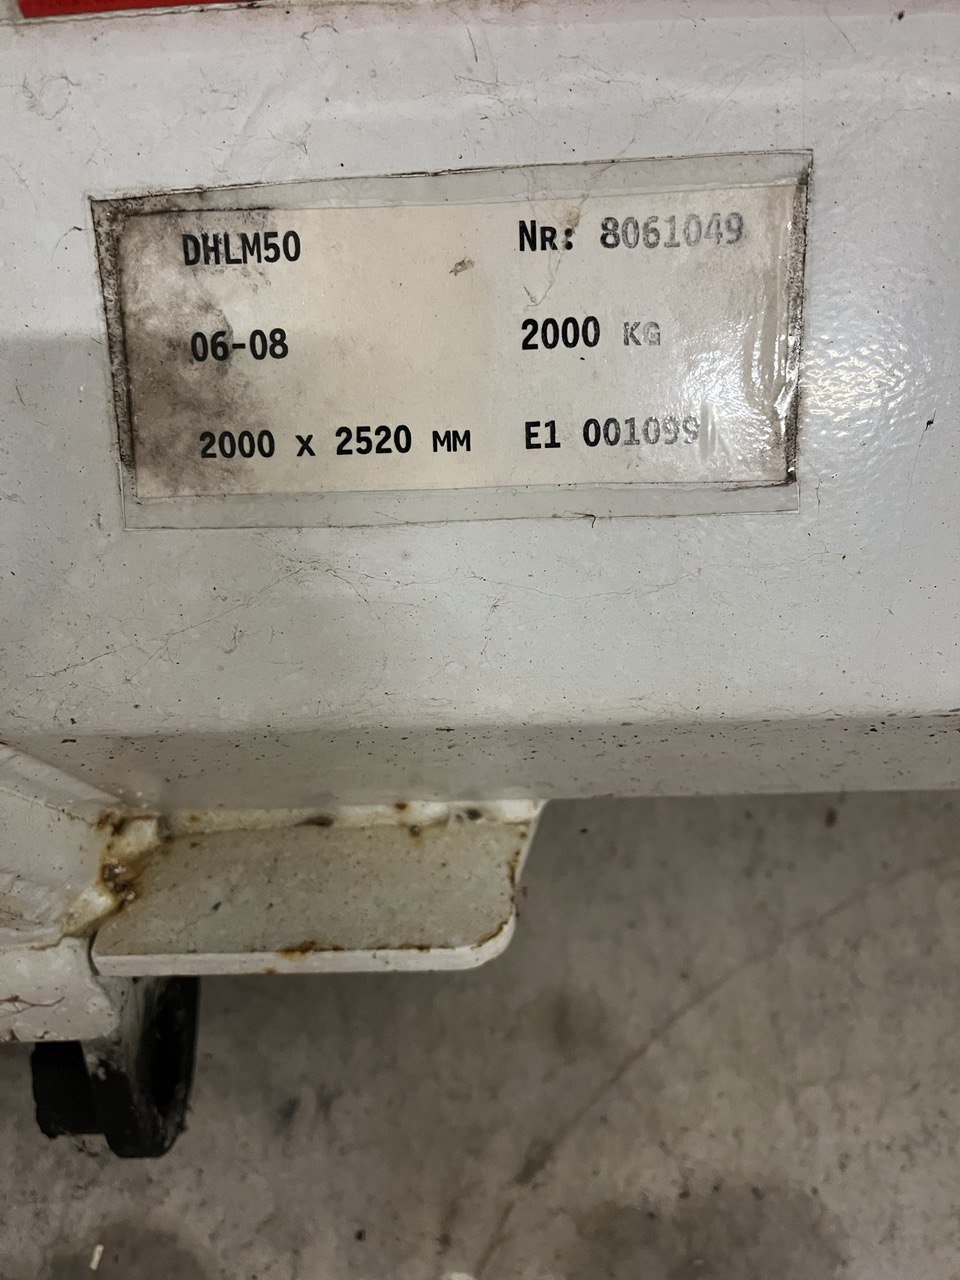 DHLM50 Nr: 8061049
06-08 2000 KG
2000 x 2520 MM E1 001099